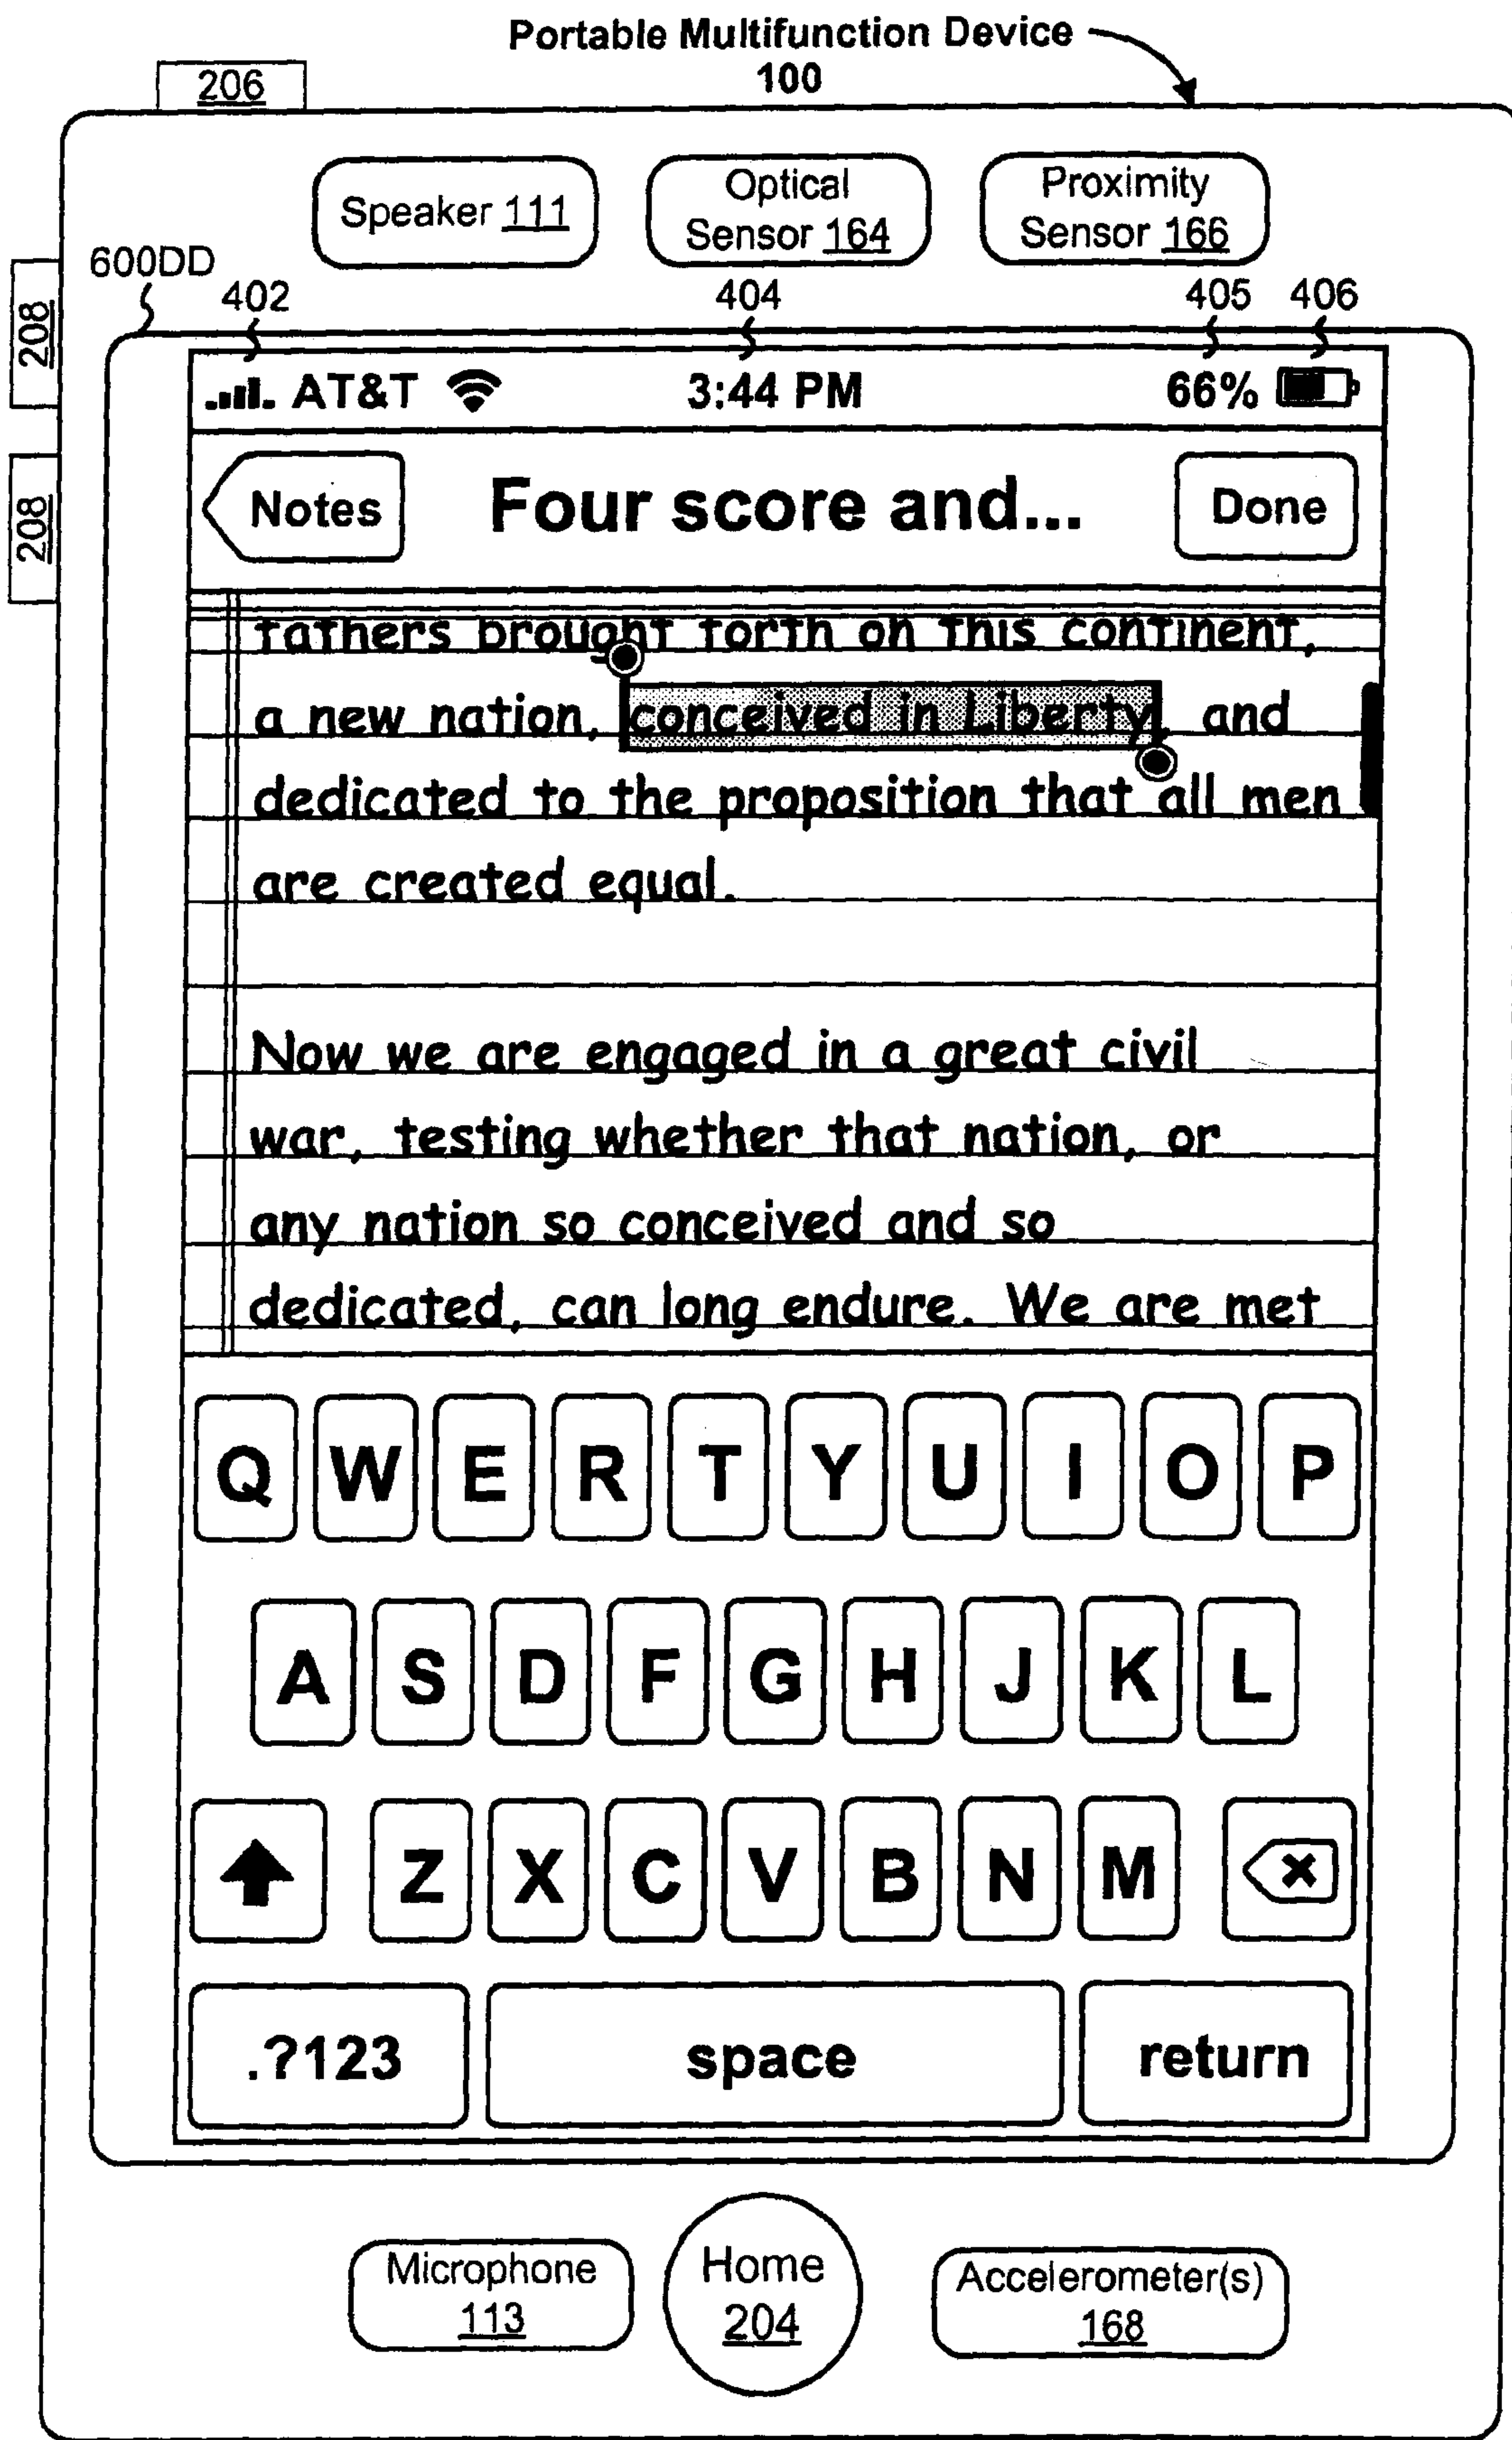 Portable Multifunction Device
100
206
Speaker 111
Optical
Sensor 164
Proximity
Sensor 166
600DD
402
404
405
406
208
208
AT&T
3:44 PM
66%
Notes
Four score and...
Done
fathers brought forth on this continent,
a new nation, conceived in Liberty, and
dedicated to the proposition that all men
are created equal.
Now we are engaged in a great civil
war, testing whether that nation, or
any nation so conceived and so
dedicated, can long endure. We are met
Q W E R T Y U I O P
A S D F G H J K L
Z X C V B N M
.?123 space return
Microphone
113
Home
204
Accelerometer(s)
168